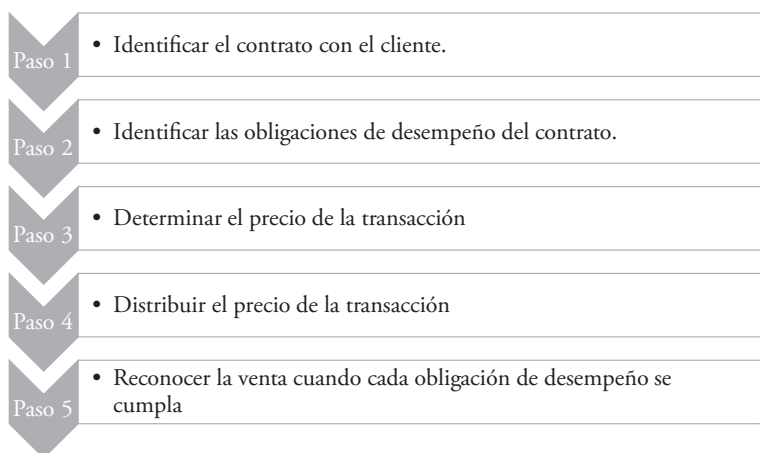 Paso 1
• Identificar el contrato con el cliente.
Paso 2
• Identificar las obligaciones de desempeño del contrato.
Paso 3
• Determinar el precio de la transacción
Paso 4
• Distribuir el precio de la transacción
Paso 5
• Reconocer la venta cuando cada obligación de desempeño se
cumpla